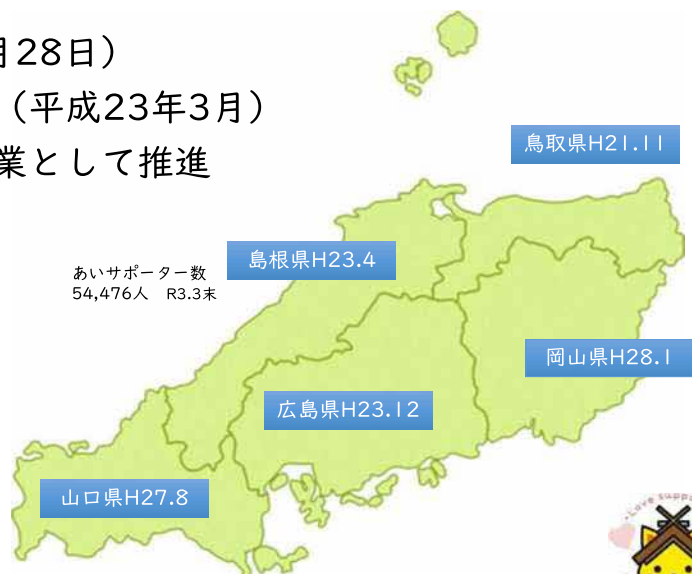 月28日）
（平成23年3月）
業として推進
鳥取県H21.11
島根県H23.4
あいサポーター数
54,476人　R3.3末
岡山県H28.1
広島県H23.12
山口県H27.8
Love suppo